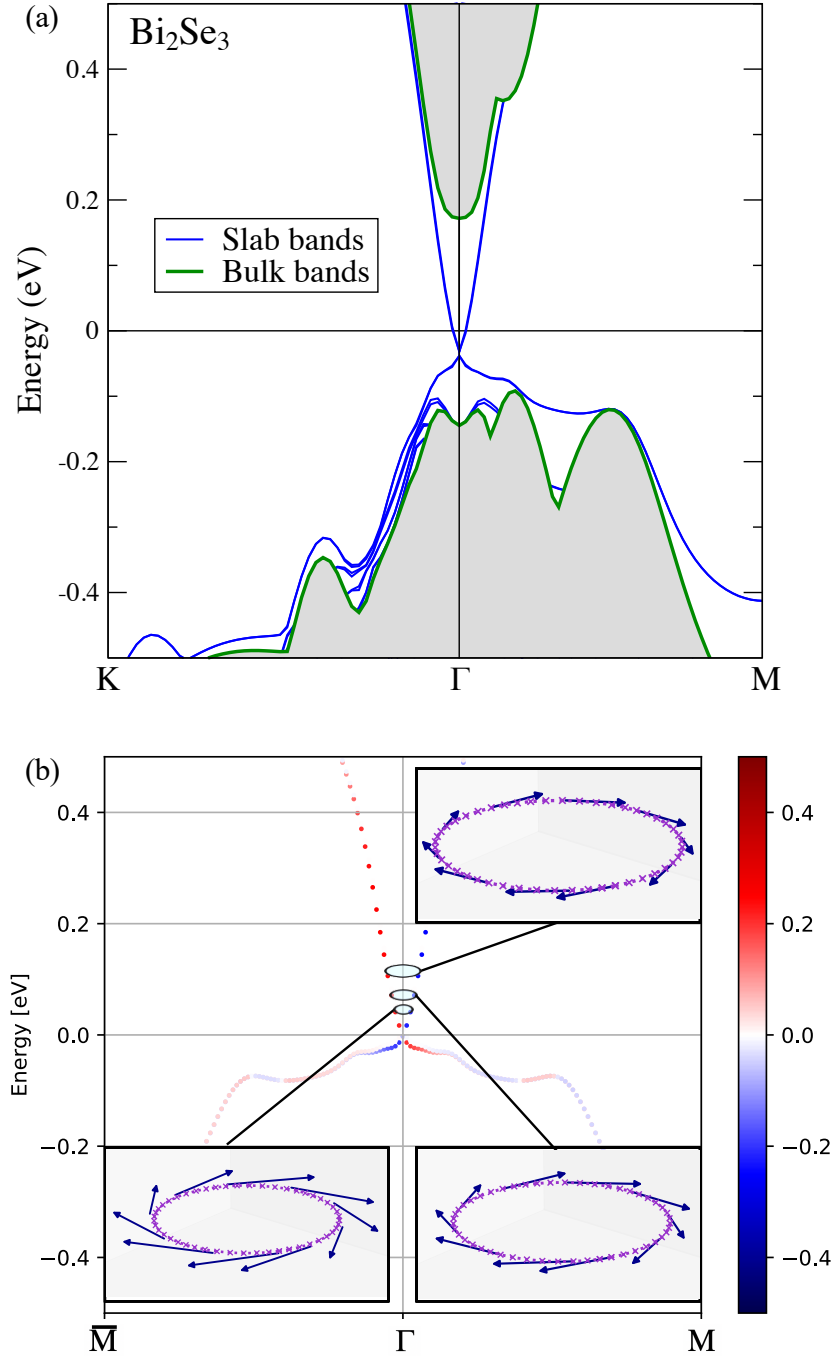 (a)
Bi₂Se₃
0.4
0.2
0
-0.2
-0.4
Energy (eV)
Slab bands
Bulk bands
K
Γ
M
(b)
0.4
0.2
0.0
−0.2
−0.4
Energy [eV]
M̅
Γ
M
0.4
0.2
0.0
−0.2
−0.4